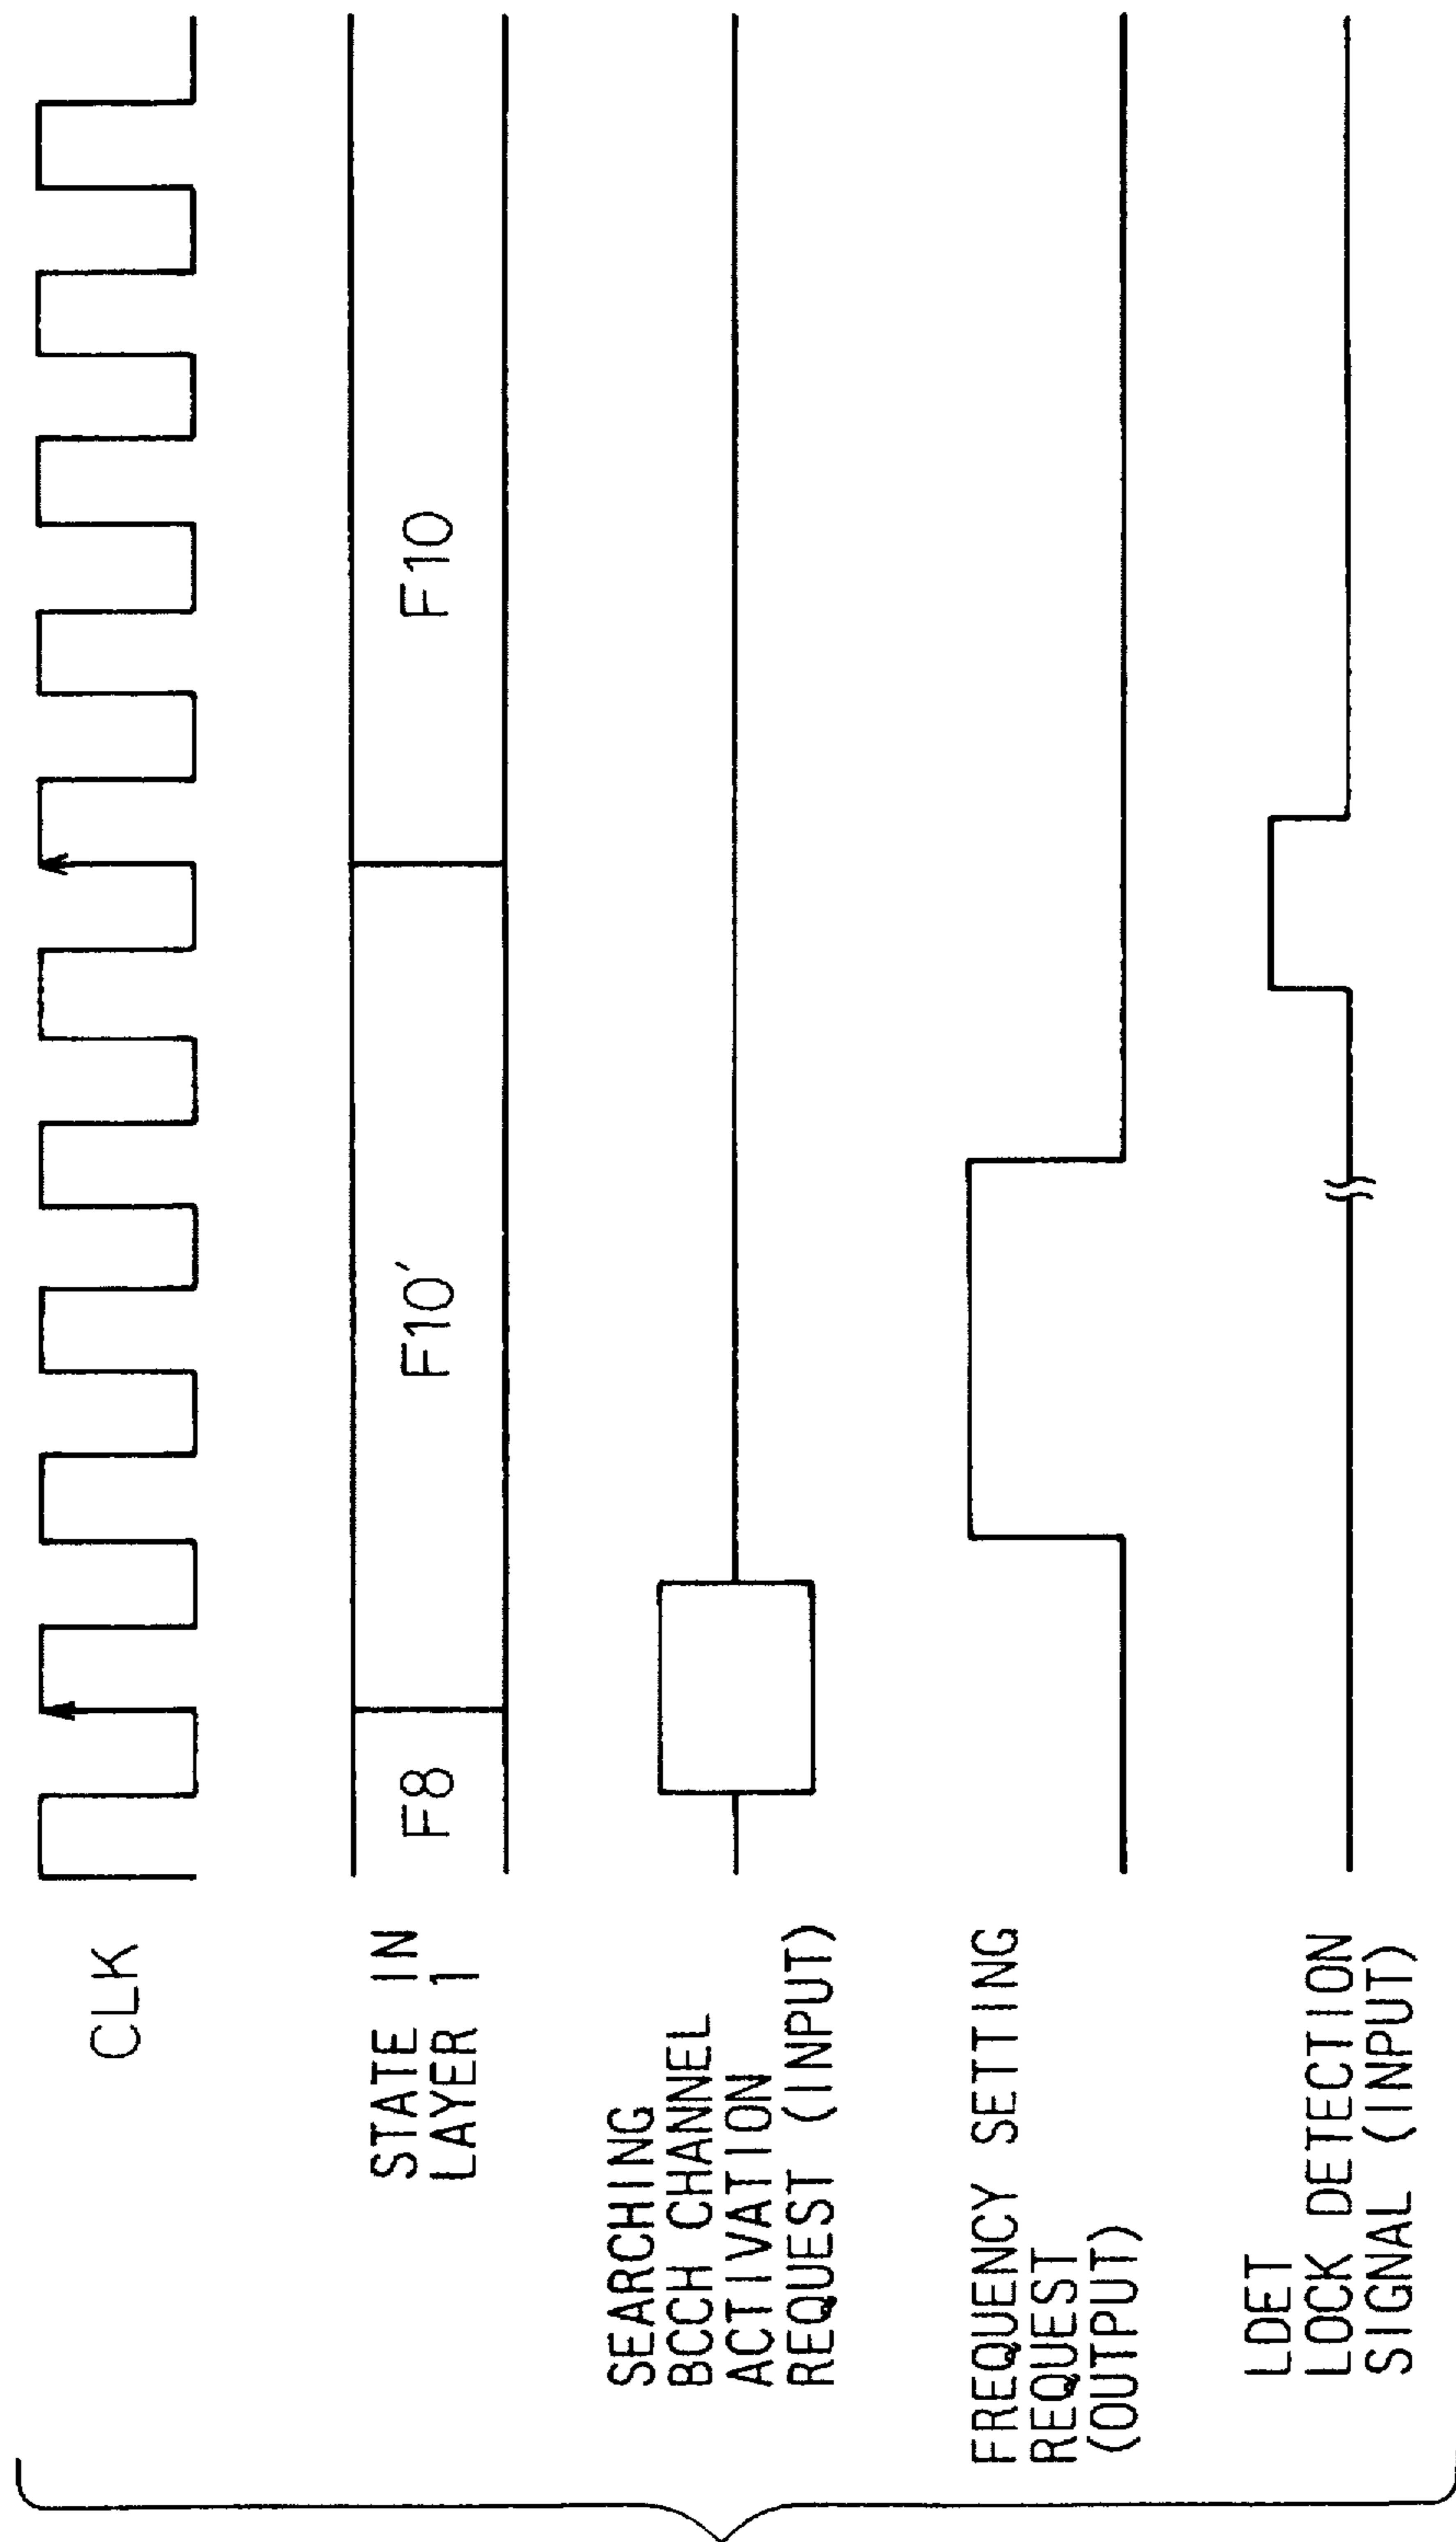 CLK
STATE IN
LAYER 1
F8
F10′
F10
SEARCHING
BCCH CHANNEL
ACTIVATION
REQUEST (INPUT)
FREQUENCY SETTING
REQUEST
(OUTPUT)
LDET
LOCK DETECTION
SIGNAL (INPUT)